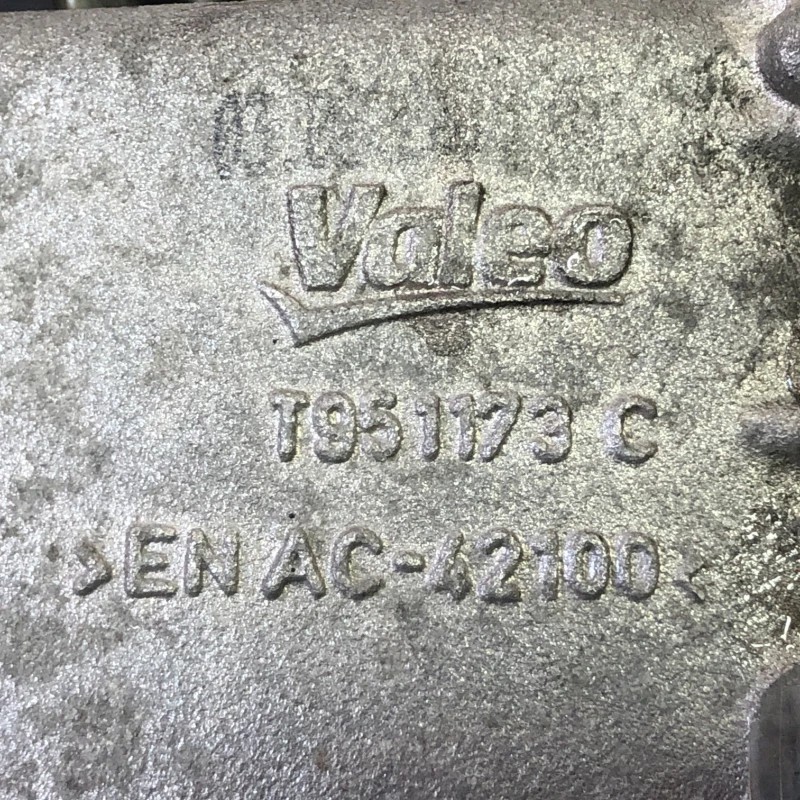 Valeo
T951173 C
>EN AC-42100<